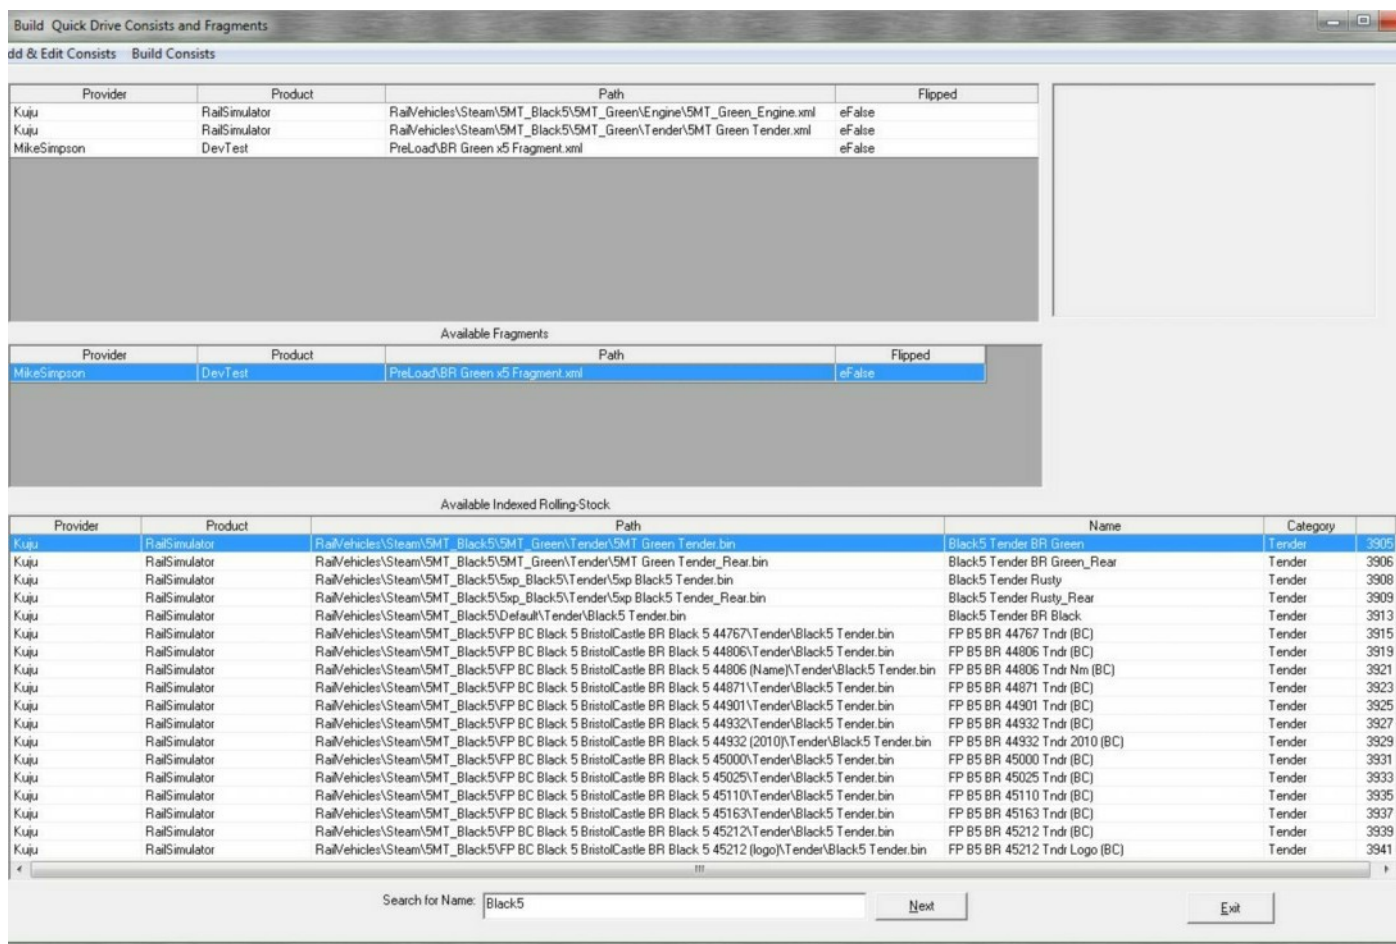 Build Quick Drive Consists and Fragments
dd & Edit Consists Build Consists
Provider Product Path Flipped
Kuju RailSimulator RailVehicles\Steam\5MT_Black5\5MT_Green\Engine\5MT_Green_Engine.xml eFalse
Kuju RailSimulator RailVehicles\Steam\5MT_Black5\5MT_Green\Tender\5MT Green Tender.xml eFalse
MikeSimpson DevTest PreLoad\BR Green x5 Fragment.xml eFalse
Available Fragments
Provider Product Path Flipped
MikeSimpson DevTest PreLoad\BR Green x5 Fragment.xml eFalse
Available Indexed Rolling-Stock
Provider Product Path Name Category
Kuju RailSimulator RailVehicles\Steam\5MT_Black5\5MT_Green\Tender\5MT Green Tender.bin Black5 Tender BR Green Tender 3905
Kuju RailSimulator RailVehicles\Steam\5MT_Black5\5MT_Green\Tender\5MT Green Tender_Rear.bin Black5 Tender BR Green_Rear Tender 3906
Kuju RailSimulator RailVehicles\Steam\5MT_Black5\5xp_Black5\Tender\5xp Black5 Tender.bin Black5 Tender Rusty Tender 3908
Kuju RailSimulator RailVehicles\Steam\5MT_Black5\5xp_Black5\Tender\5xp Black5 Tender_Rear.bin Black5 Tender Rusty_Rear Tender 3909
Kuju RailSimulator RailVehicles\Steam\5MT_Black5\Default\Tender\Black5 Tender.bin Black5 Tender BR Black Tender 3913
Kuju RailSimulator RailVehicles\Steam\5MT_Black5\FP BC Black 5 BristolCastle BR Black 5 44767\Tender\Black5 Tender.bin FP B5 BR 44767 Tndr (BC) Tender 3915
Kuju RailSimulator RailVehicles\Steam\5MT_Black5\FP BC Black 5 BristolCastle BR Black 5 44806\Tender\Black5 Tender.bin FP B5 BR 44806 Tndr (BC) Tender 3919
Kuju RailSimulator RailVehicles\Steam\5MT_Black5\FP BC Black 5 BristolCastle BR Black 5 44806 (Name)\Tender\Black5 Tender.bin FP B5 BR 44806 Tndr Nm (BC) Tender 3921
Kuju RailSimulator RailVehicles\Steam\5MT_Black5\FP BC Black 5 BristolCastle BR Black 5 44871\Tender\Black5 Tender.bin FP B5 BR 44871 Tndr (BC) Tender 3923
Kuju RailSimulator RailVehicles\Steam\5MT_Black5\FP BC Black 5 BristolCastle BR Black 5 44901\Tender\Black5 Tender.bin FP B5 BR 44901 Tndr (BC) Tender 3925
Kuju RailSimulator RailVehicles\Steam\5MT_Black5\FP BC Black 5 BristolCastle BR Black 5 44932\Tender\Black5 Tender.bin FP B5 BR 44932 Tndr (BC) Tender 3927
Kuju RailSimulator RailVehicles\Steam\5MT_Black5\FP BC Black 5 BristolCastle BR Black 5 44932 (2010)\Tender\Black5 Tender.bin FP B5 BR 44932 Tndr 2010 (BC) Tender 3929
Kuju RailSimulator RailVehicles\Steam\5MT_Black5\FP BC Black 5 BristolCastle BR Black 5 45000\Tender\Black5 Tender.bin FP B5 BR 45000 Tndr (BC) Tender 3931
Kuju RailSimulator RailVehicles\Steam\5MT_Black5\FP BC Black 5 BristolCastle BR Black 5 45025\Tender\Black5 Tender.bin FP B5 BR 45025 Tndr (BC) Tender 3933
Kuju RailSimulator RailVehicles\Steam\5MT_Black5\FP BC Black 5 BristolCastle BR Black 5 45110\Tender\Black5 Tender.bin FP B5 BR 45110 Tndr (BC) Tender 3935
Kuju RailSimulator RailVehicles\Steam\5MT_Black5\FP BC Black 5 BristolCastle BR Black 5 45163\Tender\Black5 Tender.bin FP B5 BR 45163 Tndr (BC) Tender 3937
Kuju RailSimulator RailVehicles\Steam\5MT_Black5\FP BC Black 5 BristolCastle BR Black 5 45212\Tender\Black5 Tender.bin FP B5 BR 45212 Tndr (BC) Tender 3939
Kuju RailSimulator RailVehicles\Steam\5MT_Black5\FP BC Black 5 BristolCastle BR Black 5 45212 (logo)\Tender\Black5 Tender.bin FP B5 BR 45212 Tndr Logo (BC) Tender 3941
Search for Name: Black5 Next Exit